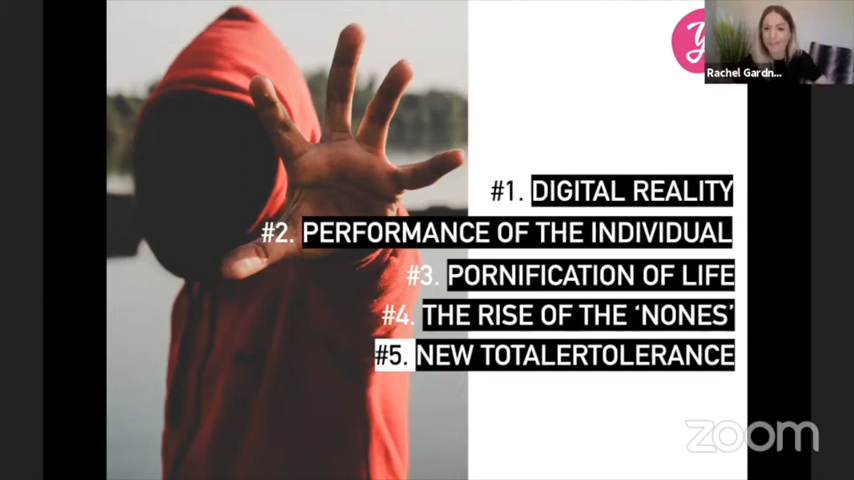 Y
Rachel Gardn...
#1. DIGITAL REALITY
#2. PERFORMANCE OF THE INDIVIDUAL
#3. PORNIFICATION OF LIFE
#4. THE RISE OF THE ‘NONES’
#5. NEW TOTALERTOLERANCE
zoom